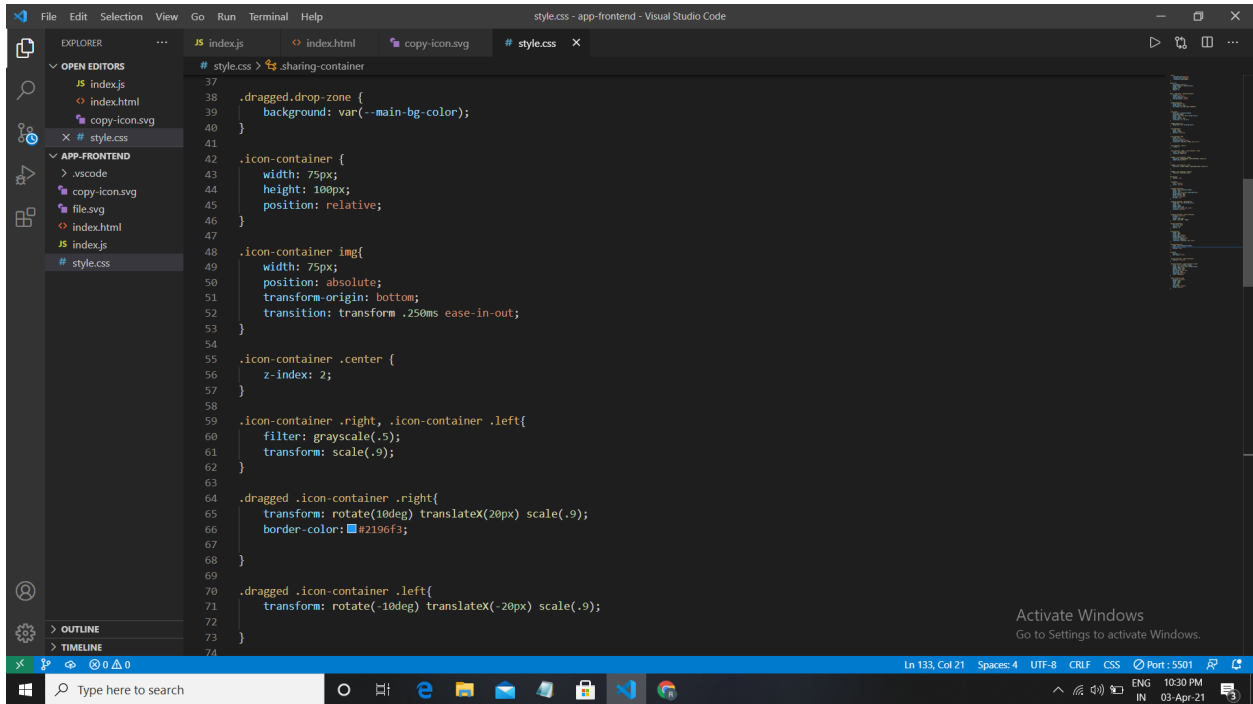 File Edit Selection View Go Run Terminal Help
style.css - app-frontend - Visual Studio Code
EXPLORER
JS index.js
<> index.html
copy-icon.svg
# style.css
# style.css > .sharing-container
OPEN EDITORS
JS index.js
<> index.html
copy-icon.svg
# style.css
APP-FRONTEND
> .vscode
copy-icon.svg
file.svg
<> index.html
JS index.js
# style.css
> OUTLINE
> TIMELINE
37
38 .dragged.drop-zone {
39 background: var(--main-bg-color);
40 }
41
42 .icon-container {
43 width: 75px;
44 height: 100px;
45 position: relative;
46 }
47
48 .icon-container img{
49 width: 75px;
50 position: absolute;
51 transform-origin: bottom;
52 transition: transform .250ms ease-in-out;
53 }
54
55 .icon-container .center {
56 z-index: 2;
57 }
58
59 .icon-container .right, .icon-container .left{
60 filter: grayscale(.5);
61 transform: scale(.9);
62 }
63
64 .dragged .icon-container .right{
65 transform: rotate(10deg) translateX(20px) scale(.9);
66 border-color: #2196f3;
67
68 }
69
70 .dragged .icon-container .left{
71 transform: rotate(-10deg) translateX(-20px) scale(.9);
72
73 }
74
Activate Windows
Go to Settings to activate Windows.
0 0
Ln 133, Col 21 Spaces: 4 UTF-8 CRLF CSS Port : 5501
Type here to search
ENG
IN
10:30 PM
03-Apr-21
3